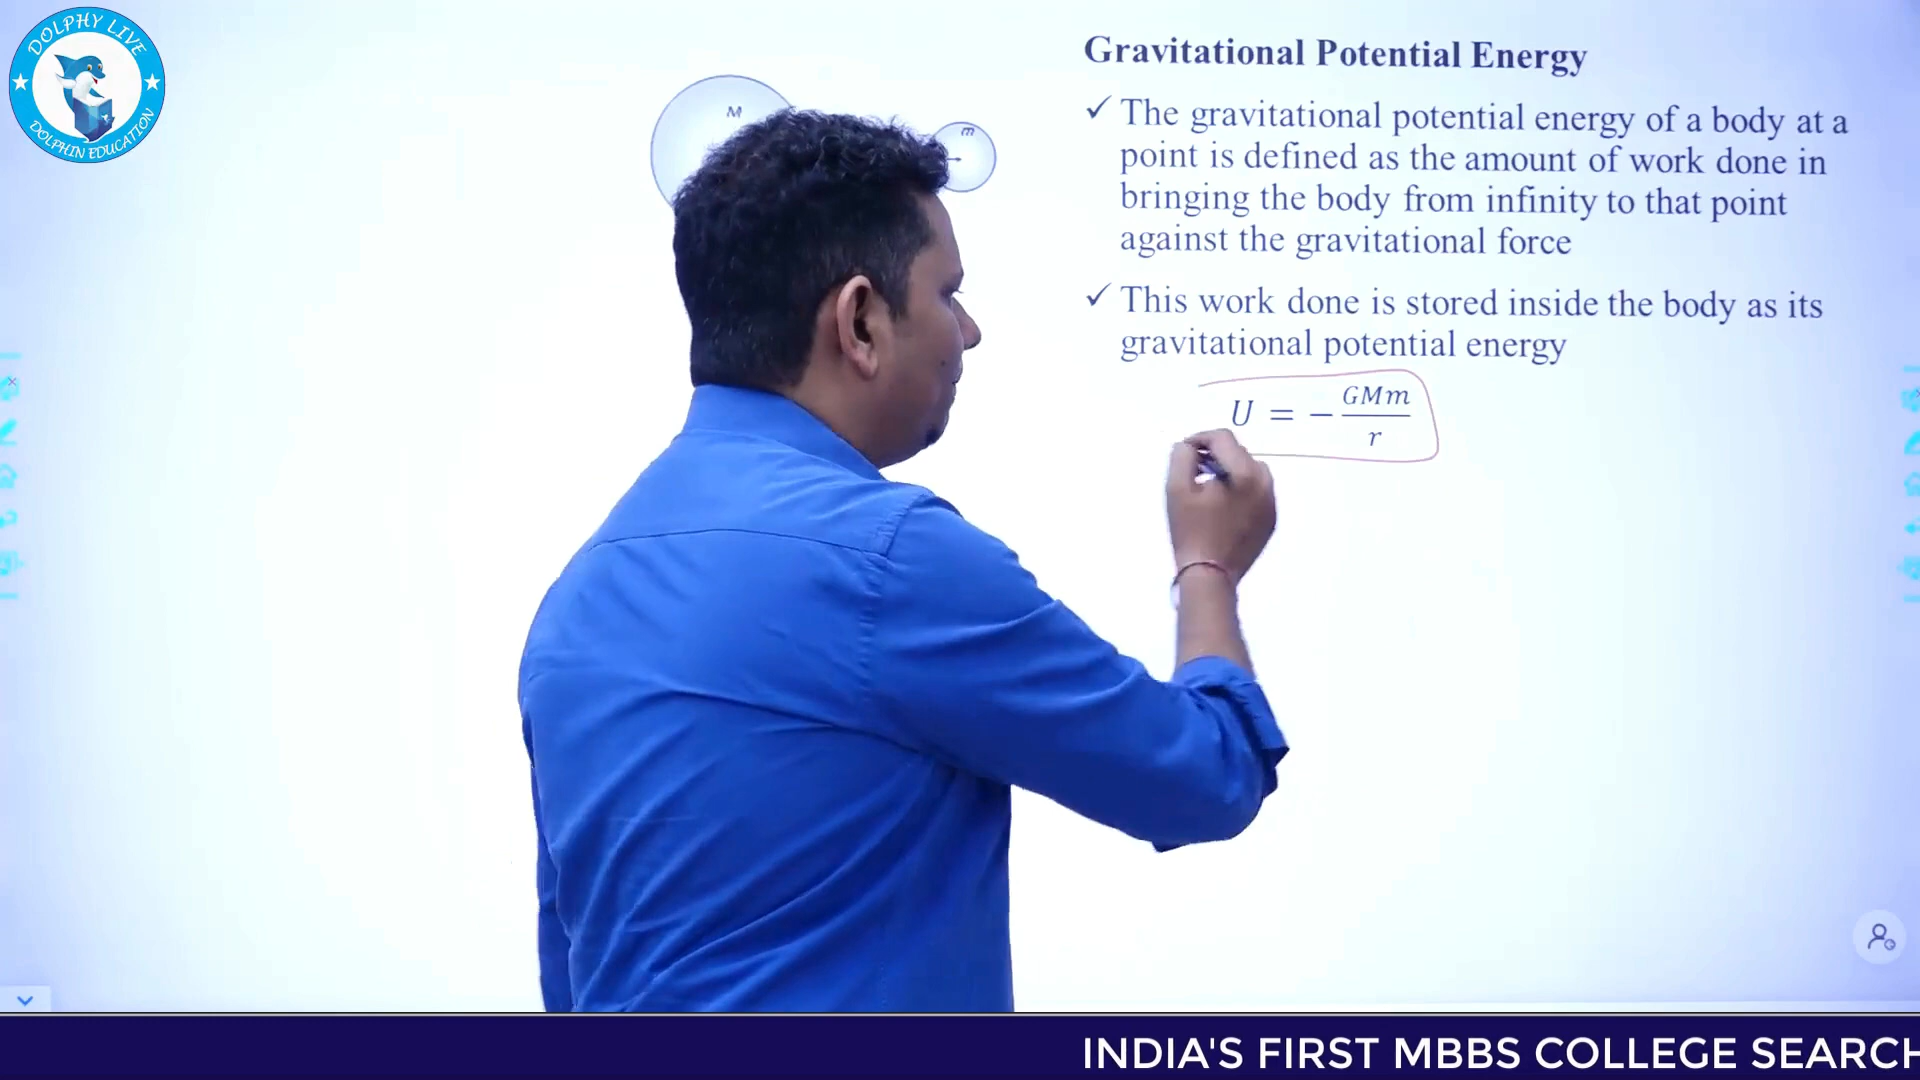 DOLPHY LIVE
DOLPHIN EDUCATION
M
m
Gravitational Potential Energy
✓ The gravitational potential energy of a body at a
point is defined as the amount of work done in
bringing the body from infinity to that point
against the gravitational force
✓ This work done is stored inside the body as its
gravitational potential energy
U = − GMm / r
INDIA'S FIRST MBBS COLLEGE SEARCH